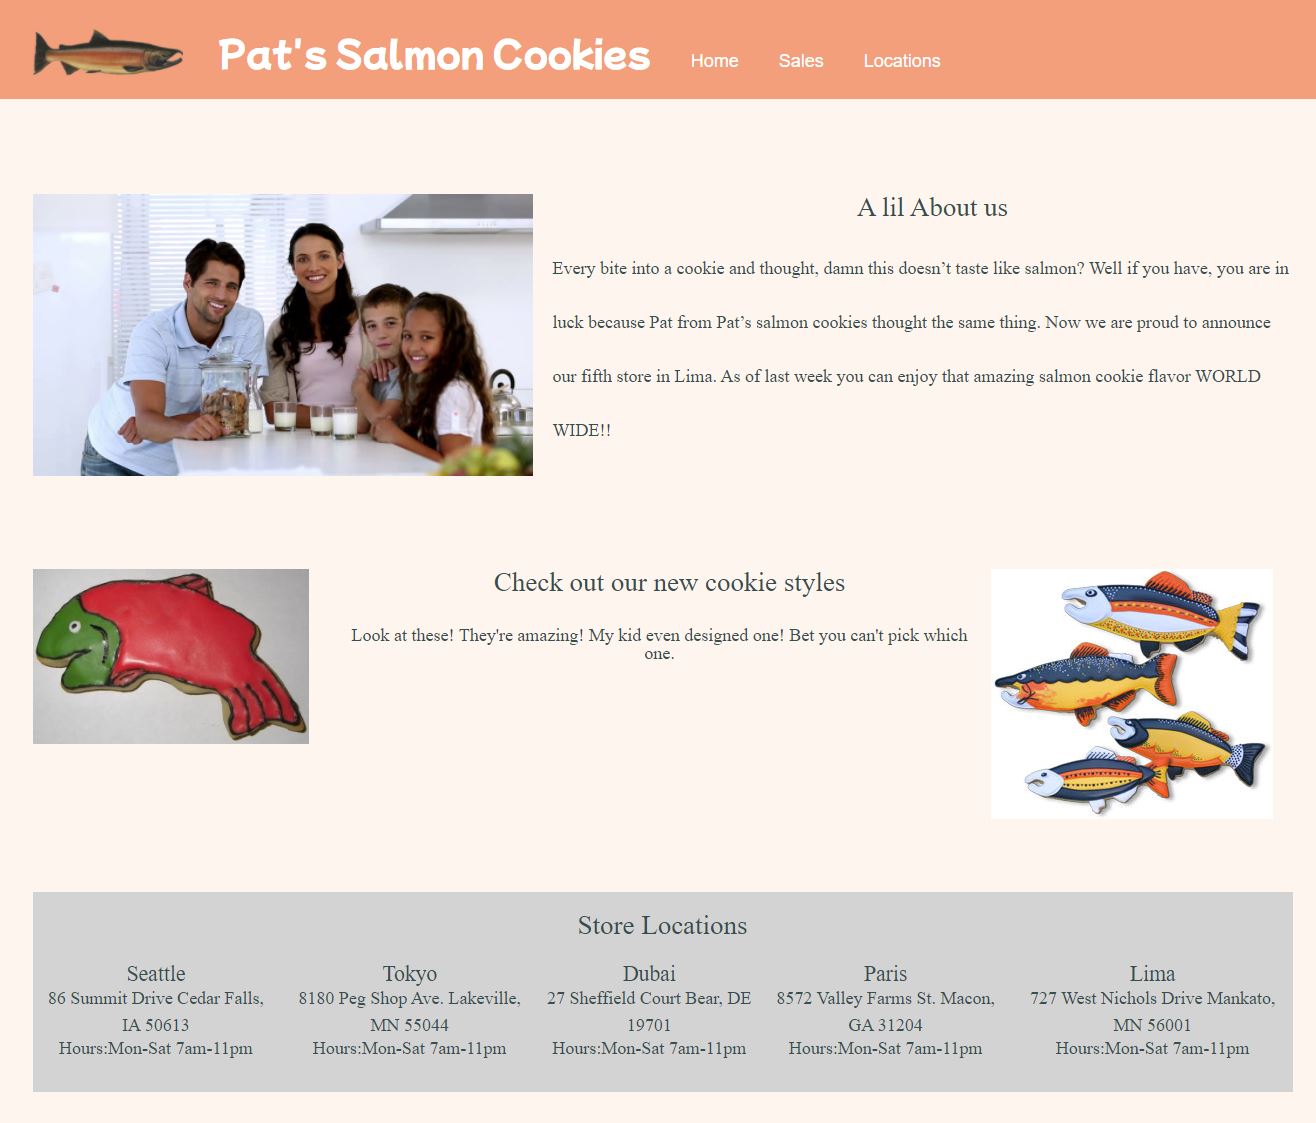 Pat's Salmon Cookies
Home
Sales
Locations
A lil About us
Every bite into a cookie and thought, damn this doesn’t taste like salmon? Well if you have, you are in
luck because Pat from Pat’s salmon cookies thought the same thing. Now we are proud to announce
our fifth store in Lima. As of last week you can enjoy that amazing salmon cookie flavor WORLD
WIDE!!
Check out our new cookie styles
Look at these! They're amazing! My kid even designed one! Bet you can't pick which
one.
Store Locations
Seattle
86 Summit Drive Cedar Falls,
IA 50613
Hours:Mon-Sat 7am-11pm
Tokyo
8180 Peg Shop Ave. Lakeville,
MN 55044
Hours:Mon-Sat 7am-11pm
Dubai
27 Sheffield Court Bear, DE
19701
Hours:Mon-Sat 7am-11pm
Paris
8572 Valley Farms St. Macon,
GA 31204
Hours:Mon-Sat 7am-11pm
Lima
727 West Nichols Drive Mankato,
MN 56001
Hours:Mon-Sat 7am-11pm